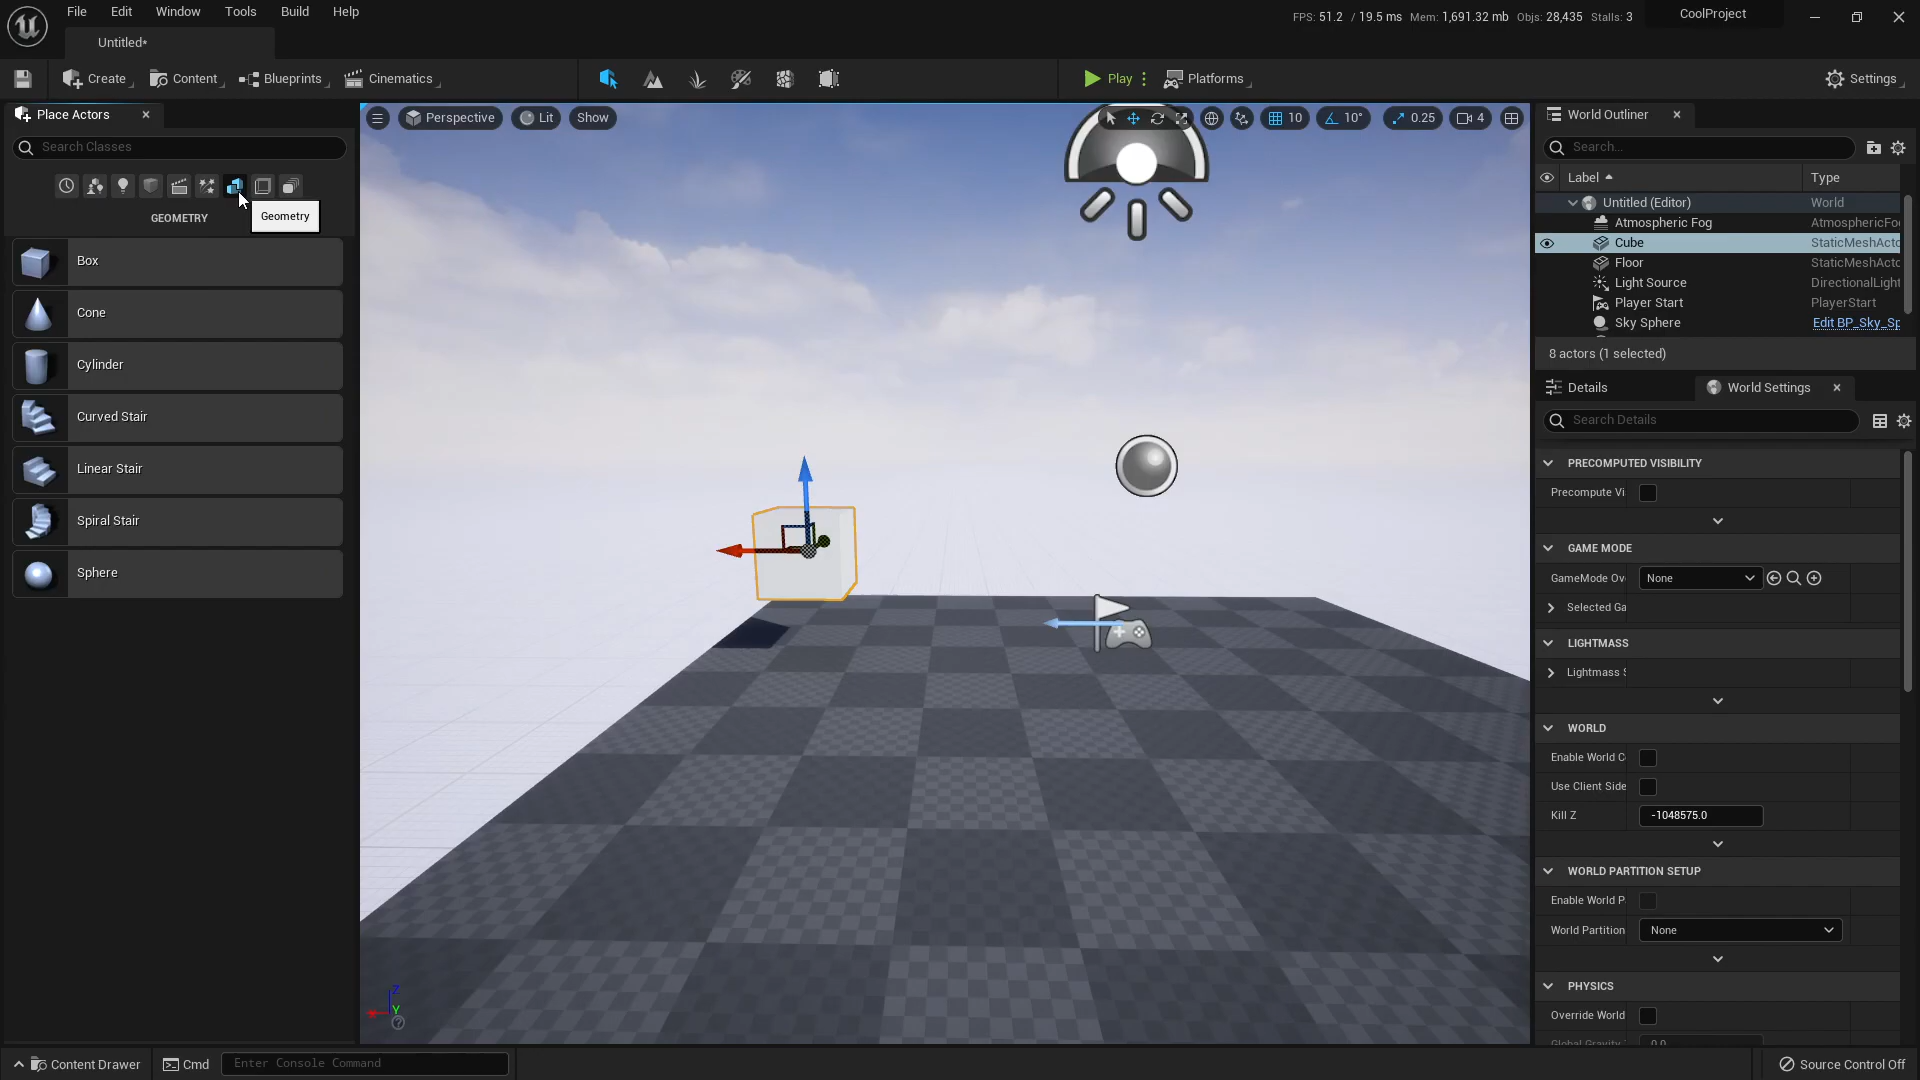 File Edit Window Tools Build Help
FPS: 51.2 / 19.5 ms Mem: 1,691.32 mb Objs: 28,435 Stalls: 3
CoolProject
Untitled*
Create Content Blueprints Cinematics
Play Platforms
Settings
Place Actors
Search Classes
GEOMETRY
Geometry
Box
Cone
Cylinder
Curved Stair
Linear Stair
Spiral Stair
Sphere
Perspective Lit Show
10 10° 0.25 4
Z
Y
?
World Outliner
Search...
Label Type
Untitled (Editor) World
Atmospheric Fog AtmosphericFo
Cube StaticMeshActo
Floor StaticMeshActo
Light Source DirectionalLight
Player Start PlayerStart
Sky Sphere Edit BP_Sky_Sp
8 actors (1 selected)
Details World Settings
Search Details
PRECOMPUTED VISIBILITY
Precompute Vi
GAME MODE
GameMode Ov None
Selected Ga
LIGHTMASS
Lightmass S
WORLD
Enable World C
Use Client Side
Kill Z -1048575.0
WORLD PARTITION SETUP
Enable World P
World Partition None
PHYSICS
Override World
Content Drawer Cmd Enter Console Command
Source Control Off